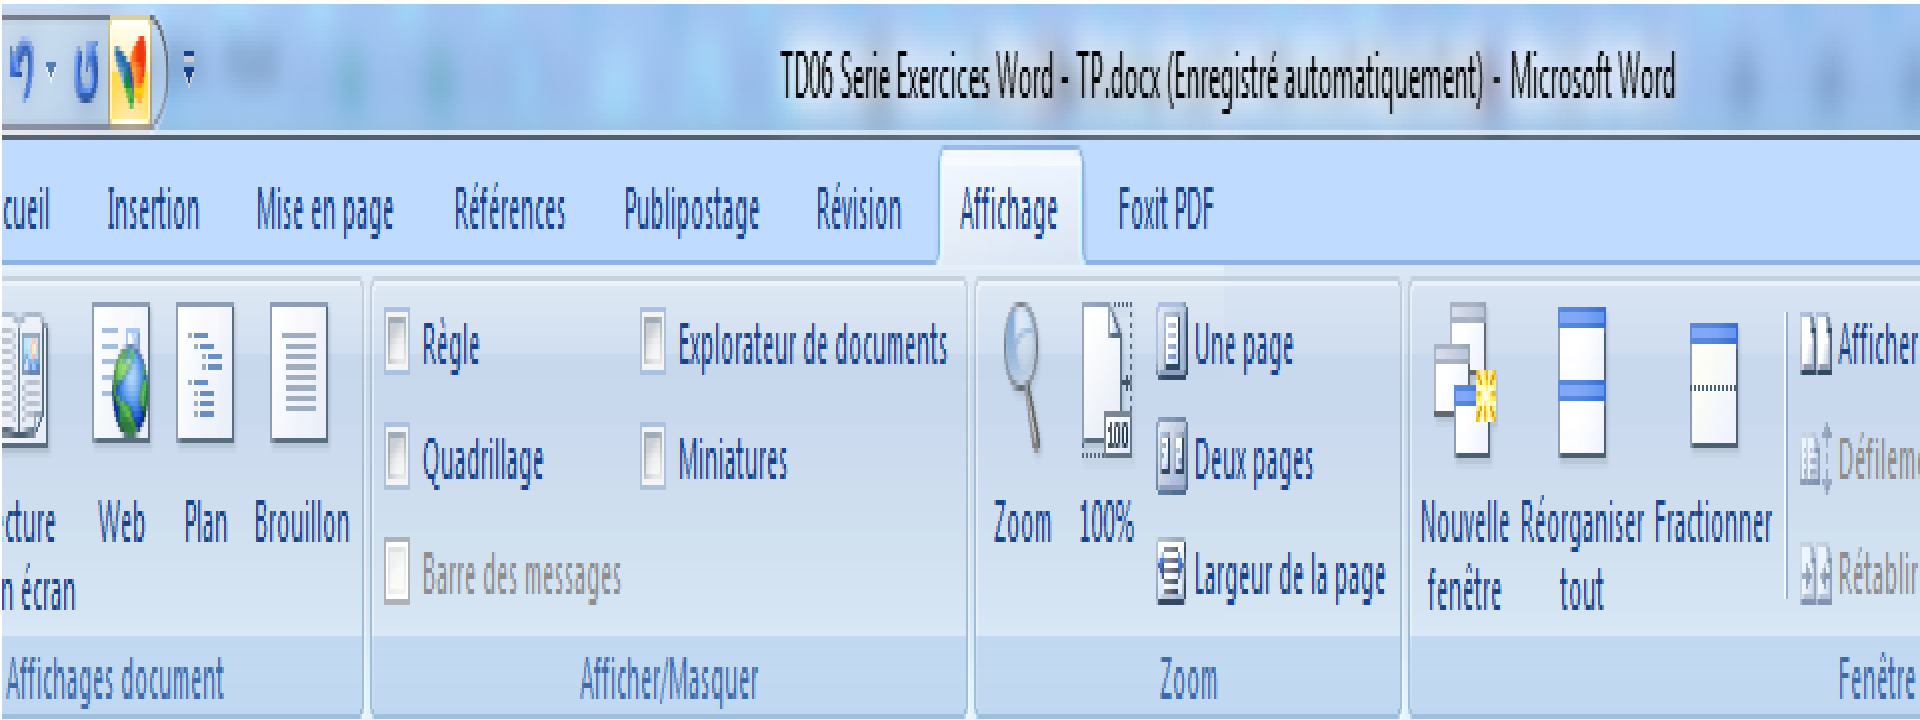 TD06 Serie Exercices Word - TP.docx (Enregistré automatiquement) - Microsoft Word
cueil Insertion Mise en page Références Publipostage Révision Affichage Foxit PDF
Règle Explorateur de documents Une page Afficher
Quadrillage Miniatures 100 Deux pages Défileme
cture Web Plan Brouillon Zoom 100% Nouvelle Réorganiser Fractionner
n écran Barre des messages Largeur de la page fenêtre tout Rétablir
Affichages document Afficher/Masquer Zoom Fenêtre